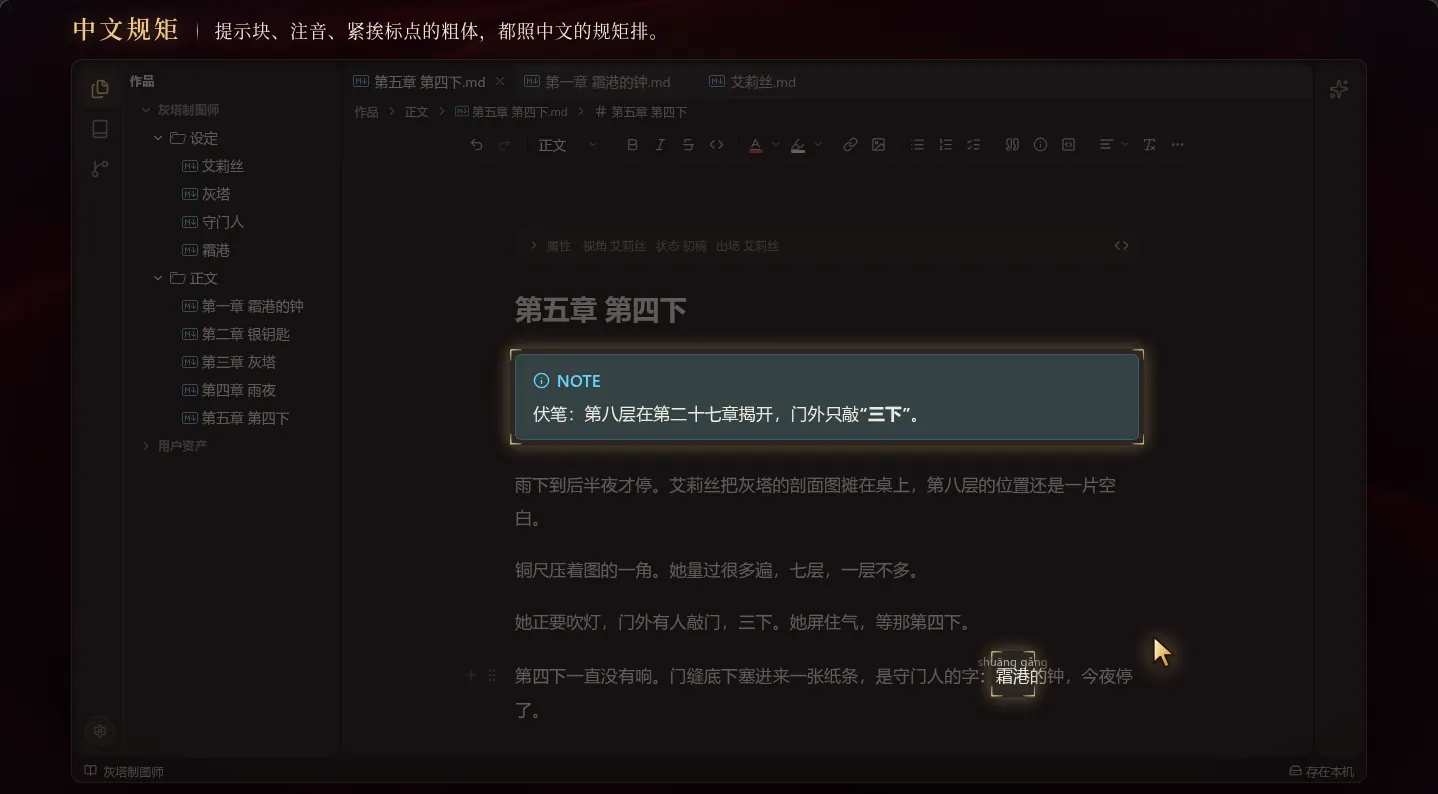 中文规矩 | 提示块、注音、紧挨标点的粗体，都照中文的规矩排。
作品
灰塔制图师
设定
艾莉丝
灰塔
守门人
霜港
正文
第一章 霜港的钟
第二章 银钥匙
第三章 灰塔
第四章 雨夜
第五章 第四下
用户资产
第五章 第四下.md
第一章 霜港的钟.md
艾莉丝.md
作品 > 正文 > 第五章 第四下.md > # 第五章 第四下
正文
属性 视角 艾莉丝 状态 初稿 出场 艾莉丝
第五章 第四下
NOTE
伏笔：第八层在第二十七章揭开，门外只敲“三下”。
雨下到后半夜才停。艾莉丝把灰塔的剖面图摊在桌上，第八层的位置还是一片空
白。
铜尺压着图的一角。她量过很多遍，七层，一层不多。
她正要吹灯，门外有人敲门，三下。她屏住气，等那第四下。
shuāng gǎng
第四下一直没有响。门缝底下塞进来一张纸条，是守门人的字：霜港的钟，今夜停
了。
灰塔制图师
存在本机